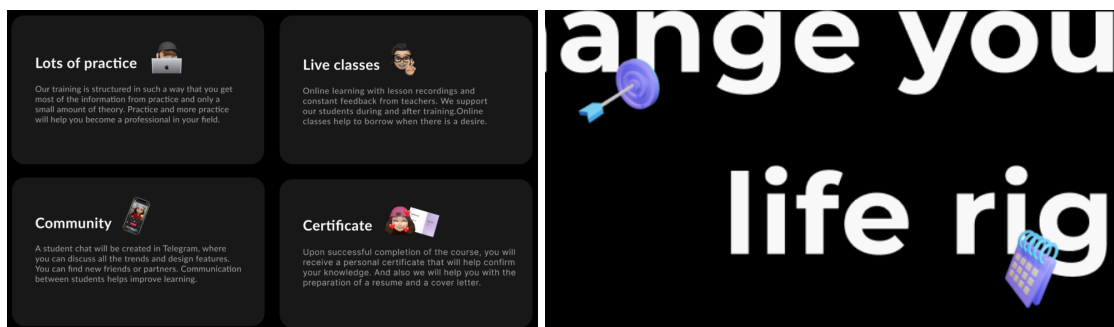 Lots of practice
Our training is structured in such a way that you get
most of the information from practice and only a
small amount of theory. Practice and more practice
will help you become a professional in your field.
Live classes
Online learning with lesson recordings and
constant feedback from teachers. We support
our students during and after training.Online
classes help to borrow when there is a desire.
Community
A student chat will be created in Telegram, where
you can discuss all the trends and design features.
You can find new friends or partners. Communication
between students helps improve learning.
Certificate
Upon successful completion of the course, you will
receive a personal certificate that will help confirm
your knowledge. And also we will help you with the
preparation of a resume and a cover letter.
ange you
life rig